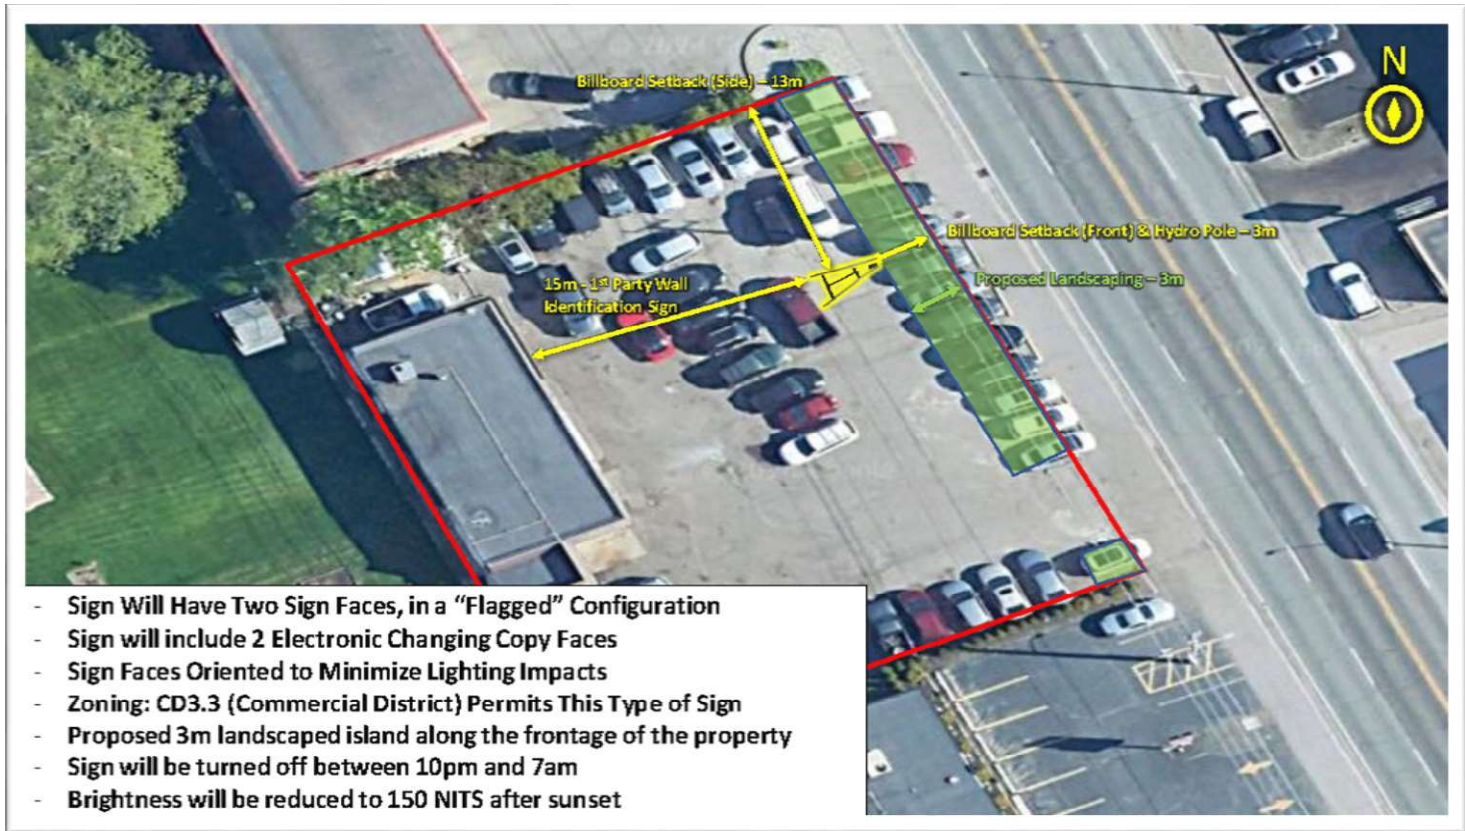 N
Billboard Setback (Side) – 13m
Billboard Setback (Front) & Hydro Pole – 3m
Proposed Landscaping – 3m
15m - 1st Party Wall
Identification Sign
- Sign Will Have Two Sign Faces, in a “Flagged” Configuration
- Sign will include 2 Electronic Changing Copy Faces
- Sign Faces Oriented to Minimize Lighting Impacts
- Zoning: CD3.3 (Commercial District) Permits This Type of Sign
- Proposed 3m landscaped island along the frontage of the property
- Sign will be turned off between 10pm and 7am
- Brightness will be reduced to 150 NITS after sunset